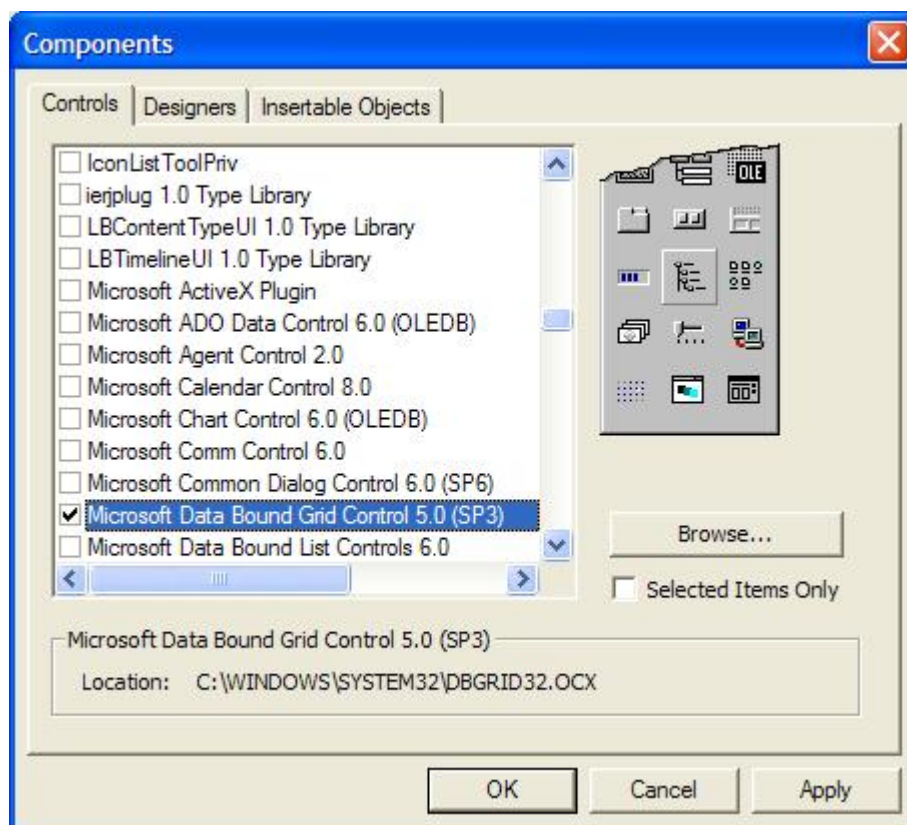 Components
Controls
Designers
Insertable Objects
IconListToolPriv
ierjplug 1.0 Type Library
LBContentTypeUI 1.0 Type Library
LBTimelineUI 1.0 Type Library
Microsoft ActiveX Plugin
Microsoft ADO Data Control 6.0 (OLEDB)
Microsoft Agent Control 2.0
Microsoft Calendar Control 8.0
Microsoft Chart Control 6.0 (OLEDB)
Microsoft Comm Control 6.0
Microsoft Common Dialog Control 6.0 (SP6)
Microsoft Data Bound Grid Control 5.0 (SP3)
Microsoft Data Bound List Controls 6.0
OLE
Browse...
Selected Items Only
Microsoft Data Bound Grid Control 5.0 (SP3)
Location: C:\WINDOWS\SYSTEM32\DBGRID32.OCX
OK
Cancel
Apply